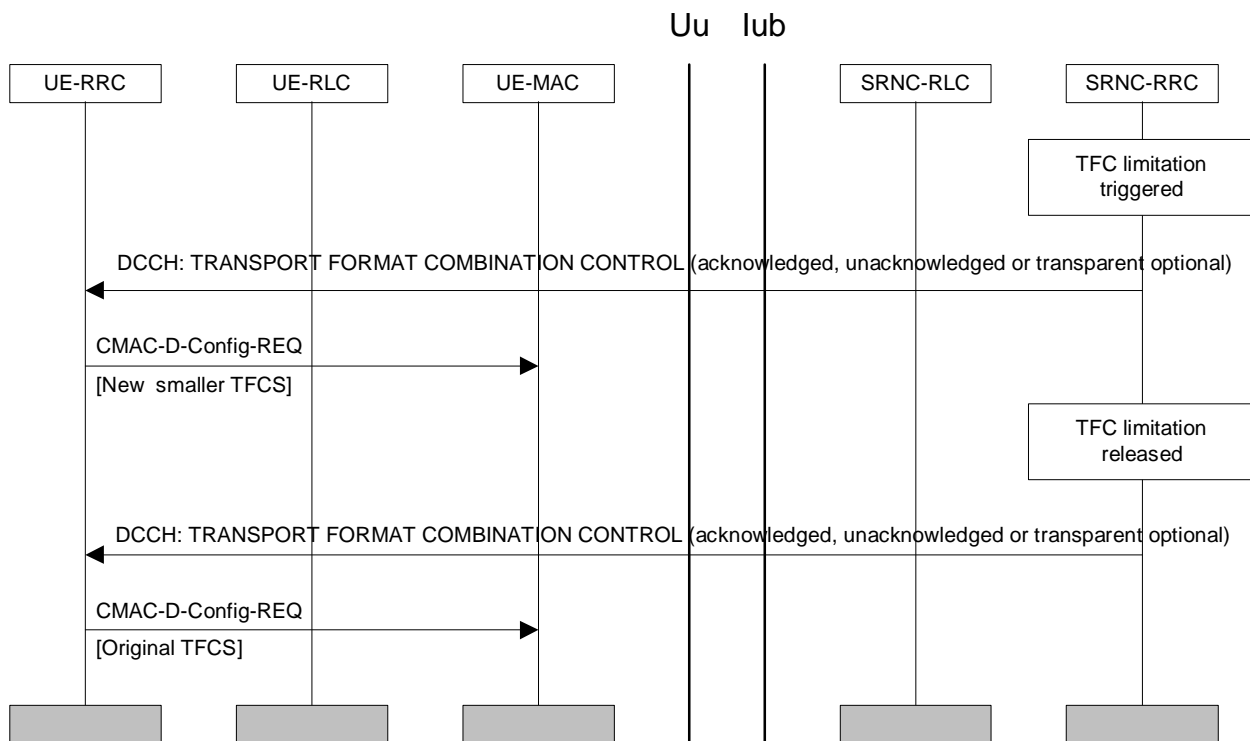 Uu Iub
UE-RRC UE-RLC UE-MAC SRNC-RLC SRNC-RRC
TFC limitation
triggered
DCCH: TRANSPORT FORMAT COMBINATION CONTROL (acknowledged, unacknowledged or transparent optional)
CMAC-D-Config-REQ
[New smaller TFCS]
TFC limitation
released
DCCH: TRANSPORT FORMAT COMBINATION CONTROL (acknowledged, unacknowledged or transparent optional)
CMAC-D-Config-REQ
[Original TFCS]